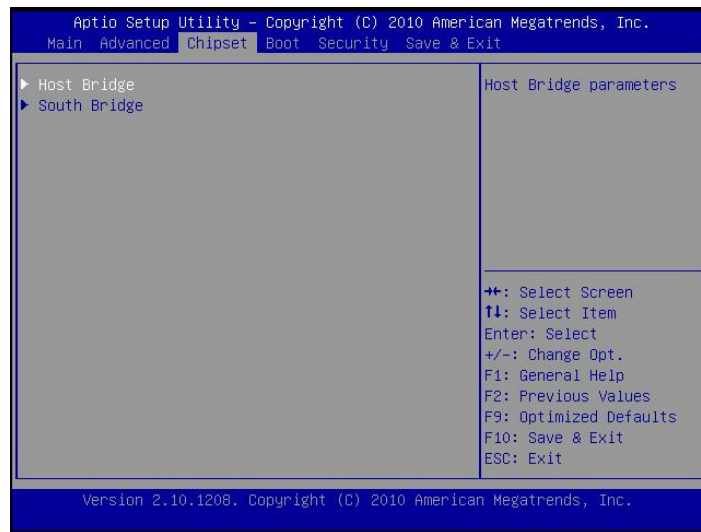 Aptio Setup Utility – Copyright (C) 2010 American Megatrends, Inc.
Main Advanced Chipset Boot Security Save & Exit
▶ Host Bridge
▶ South Bridge
Host Bridge parameters
→←: Select Screen
↑↓: Select Item
Enter: Select
+/-: Change Opt.
F1: General Help
F2: Previous Values
F9: Optimized Defaults
F10: Save & Exit
ESC: Exit
Version 2.10.1208. Copyright (C) 2010 American Megatrends, Inc.